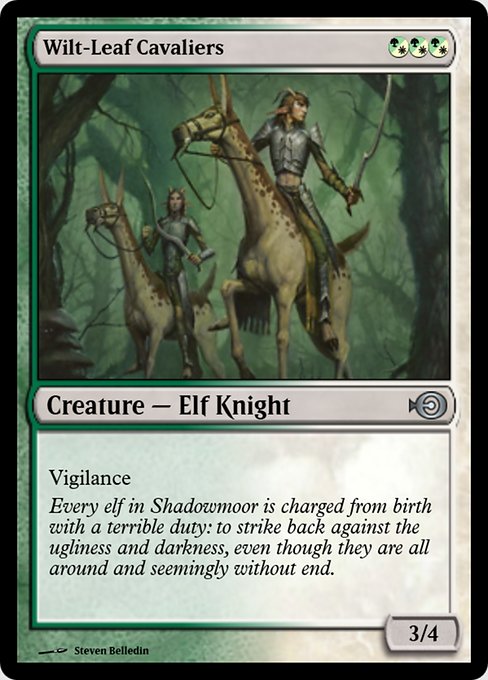 Wilt-Leaf Cavaliers
Creature — Elf Knight
Vigilance
Every elf in Shadowmoor is charged from birth
with a terrible duty: to strike back against the
ugliness and darkness, even though they are all
around and seemingly without end.
3/4
Steven Belledin